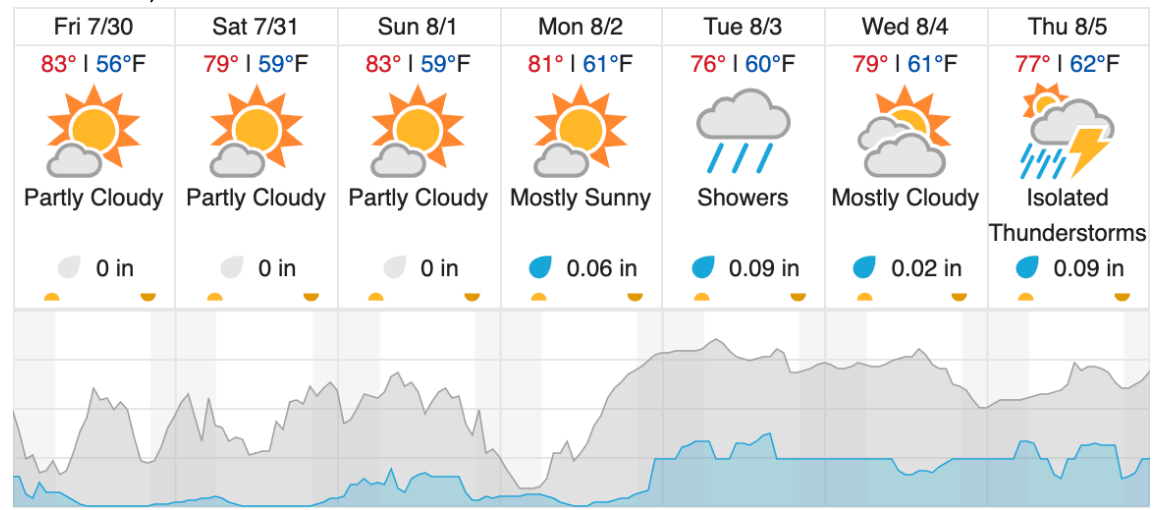 Fri 7/30 Sat 7/31 Sun 8/1 Mon 8/2 Tue 8/3 Wed 8/4 Thu 8/5
83° | 56°F 79° | 59°F 83° | 59°F 81° | 61°F 76° | 60°F 79° | 61°F 77° | 62°F
Partly Cloudy Partly Cloudy Partly Cloudy Mostly Sunny Showers Mostly Cloudy Isolated
Thunderstorms
0 in 0 in 0 in 0.06 in 0.09 in 0.02 in 0.09 in